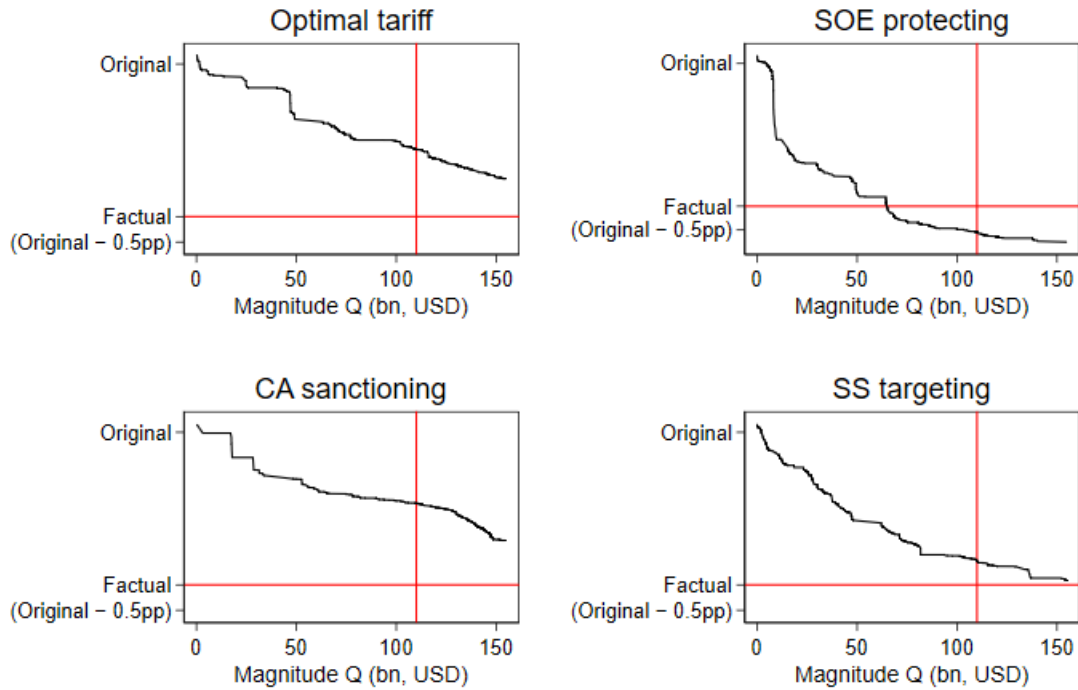 Optimal tariff
Original
Factual
(Original − 0.5pp)
0 50 100 150
Magnitude Q (bn, USD)
SOE protecting
Original
Factual
(Original − 0.5pp)
0 50 100 150
Magnitude Q (bn, USD)
CA sanctioning
Original
Factual
(Original − 0.5pp)
0 50 100 150
Magnitude Q (bn, USD)
SS targeting
Original
Factual
(Original − 0.5pp)
0 50 100 150
Magnitude Q (bn, USD)